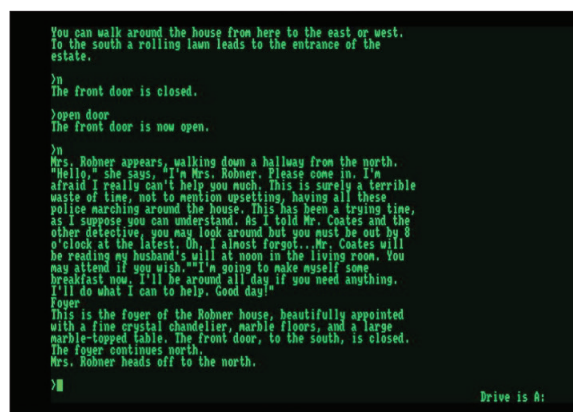 You can walk around the house from here to the east or west.
To the south a rolling lawn leads to the entrance of the
estate.
>n
The front door is closed.
>open door
The front door is now open.
>n
Mrs. Robner appears, walking down a hallway from the north.
"Hello," she says, "I'm Mrs. Robner. Please come in. I'm
afraid I really can't help you much. This is surely a terrible
waste of time, not to mention upsetting, having all these
police marching around the house. This has been a trying time,
as I suppose you can understand. As I told Mr. Coates and the
other detective, you may look around but you must be out by 8
o'clock at the latest. Oh, I almost forgot...Mr. Coates will
be reading my husband's will at noon in the living room. You
may attend if you wish.""I'm going to make myself some
breakfast now. I'll be around all day if you need anything.
I'll do what I can to help. Good day!"
Foyer
This is the foyer of the Robner house, beautifully appointed
with a fine crystal chandelier, marble floors, and a large
marble-topped table. The front door, to the south, is closed.
The foyer continues north.
Mrs. Robner heads off to the north.
>
Drive is A: